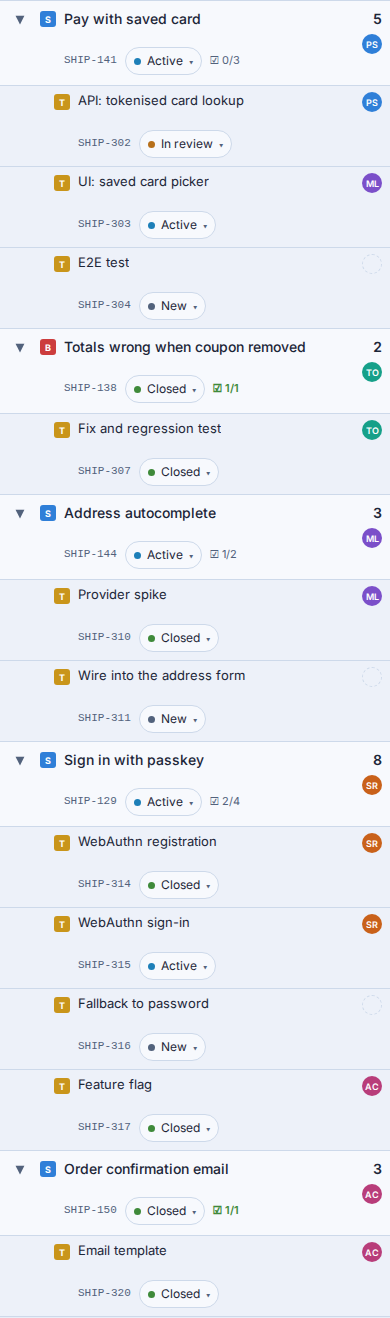 ▼ S Pay with saved card 5
PS
SHIP-141 Active ▾ ☑ 0/3
T API: tokenised card lookup PS
SHIP-302 In review ▾
T UI: saved card picker ML
SHIP-303 Active ▾
T E2E test
SHIP-304 New ▾
▼ B Totals wrong when coupon removed 2
TO
SHIP-138 Closed ▾ ☑ 1/1
T Fix and regression test TO
SHIP-307 Closed ▾
▼ S Address autocomplete 3
ML
SHIP-144 Active ▾ ☑ 1/2
T Provider spike ML
SHIP-310 Closed ▾
T Wire into the address form
SHIP-311 New ▾
▼ S Sign in with passkey 8
SR
SHIP-129 Active ▾ ☑ 2/4
T WebAuthn registration SR
SHIP-314 Closed ▾
T WebAuthn sign-in SR
SHIP-315 Active ▾
T Fallback to password
SHIP-316 New ▾
T Feature flag AC
SHIP-317 Closed ▾
▼ S Order confirmation email 3
AC
SHIP-150 Closed ▾ ☑ 1/1
T Email template AC
SHIP-320 Closed ▾